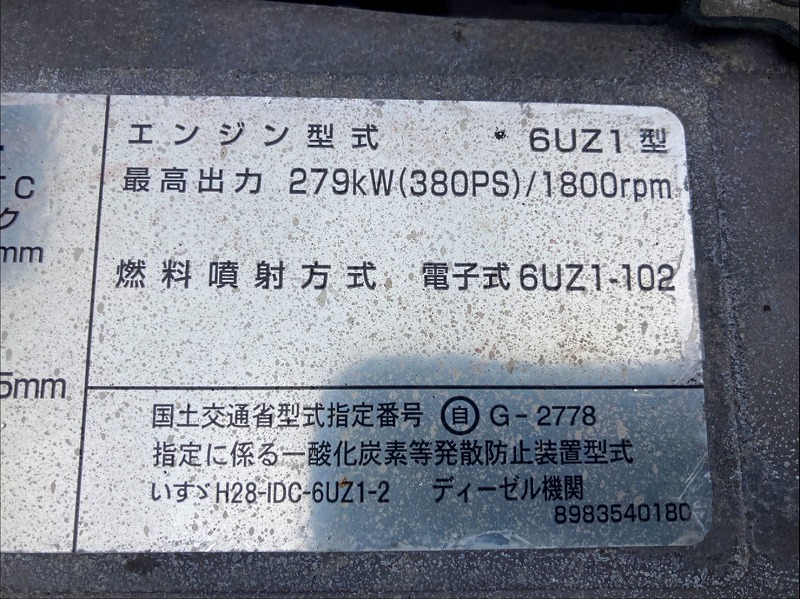 エンジン型式 6UZ1型
最高出力 279kW(380PS)/1800rpm
燃料噴射方式 電子式6UZ1-102
C
ク
mm
5mm
国土交通省型式指定番号 自 G-2778
指定に係る一酸化炭素等発散防止装置型式
いすゞH28-IDC-6UZ1-2 ディーゼル機関
8983540180